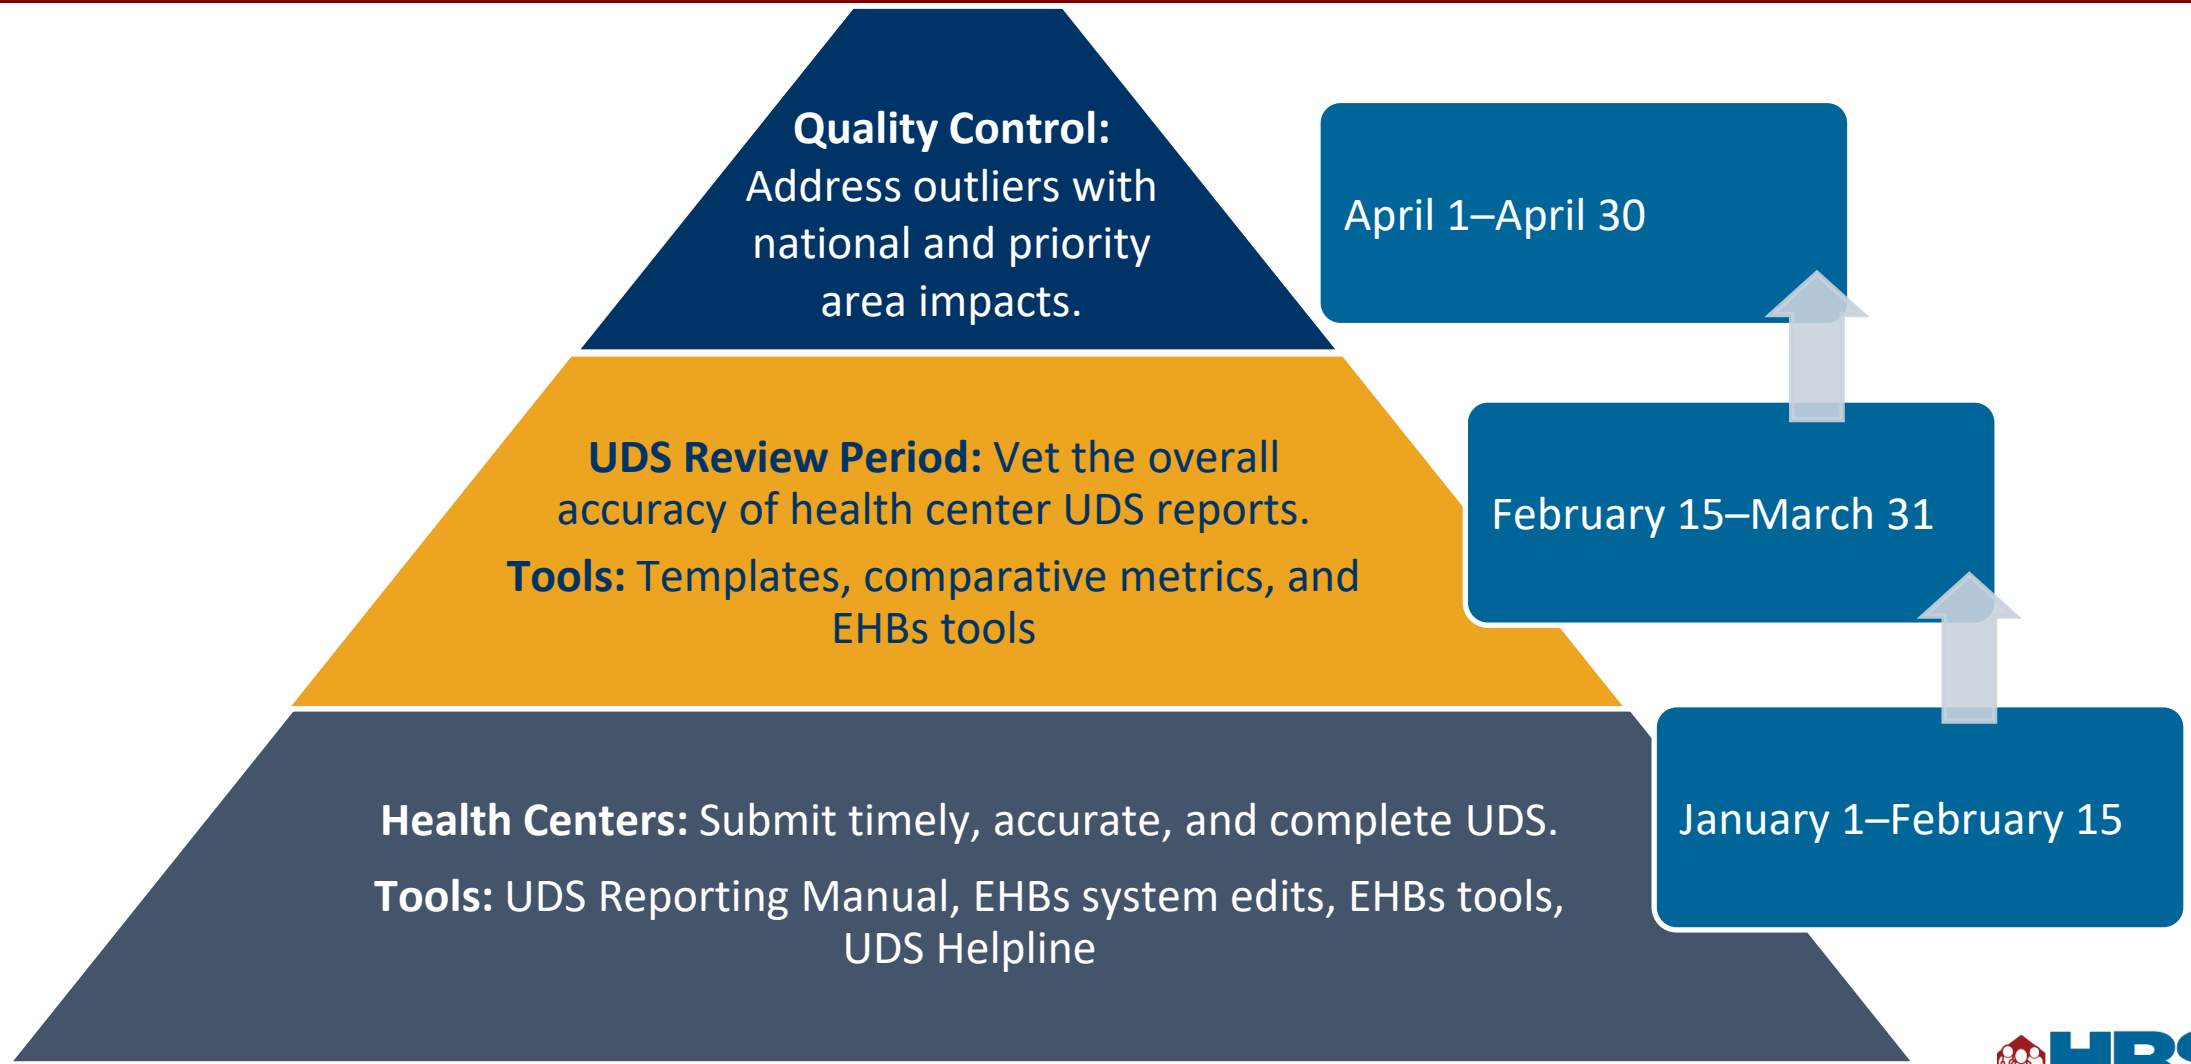 Quality Control:
Address outliers with
national and priority
area impacts.
April 1–April 30
UDS Review Period: Vet the overall
accuracy of health center UDS reports.
Tools: Templates, comparative metrics, and
EHBs tools
February 15–March 31
Health Centers: Submit timely, accurate, and complete UDS.
Tools: UDS Reporting Manual, EHBs system edits, EHBs tools,
UDS Helpline
January 1–February 15